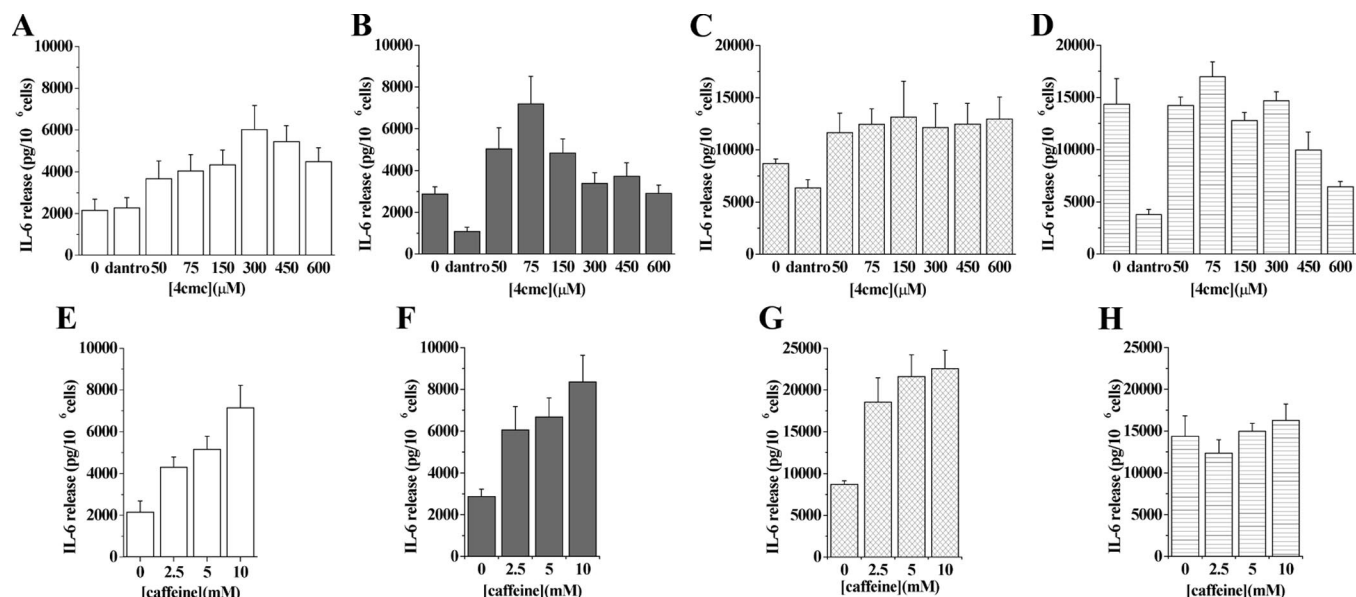 A
IL-6 release (pg/10 6cells)
10000
8000
6000
4000
2000
0
0 dantro50 75 150 300 450 600
[4cmc](μM)
B
IL-6 release (pg/10 6cells)
10000
8000
6000
4000
2000
0
0 dantro50 75 150 300 450 600
[4cmc](μM)
C
IL-6 release (pg/10 6cells)
20000
15000
10000
5000
0
0 dantro50 75 150 300 450 600
[4cmc](μM)
D
IL-6 release (pg/10 6cells)
20000
15000
10000
5000
0
0 dantro50 75 150 300 450 600
[4cmc](μM)
E
IL-6 release (pg/10 6cells)
10000
8000
6000
4000
2000
0
0 2.5 5 10
[caffeine](mM)
F
IL-6 release (pg/10 6cells)
10000
8000
6000
4000
2000
0
0 2.5 5 10
[caffeine](mM)
G
IL-6 release (pg/10 6cells)
25000
20000
15000
10000
5000
0
0 2.5 5 10
[caffeine](mM)
H
IL-6 release (pg/10 6cells)
25000
20000
15000
10000
5000
0
0 2.5 5 10
[caffeine](mM)